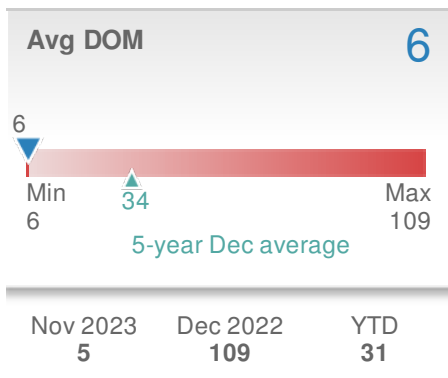 Avg DOM 6
6
Min Max
34
6 109
5-year Dec average
Nov 2023 Dec 2022 YTD
5 109 31